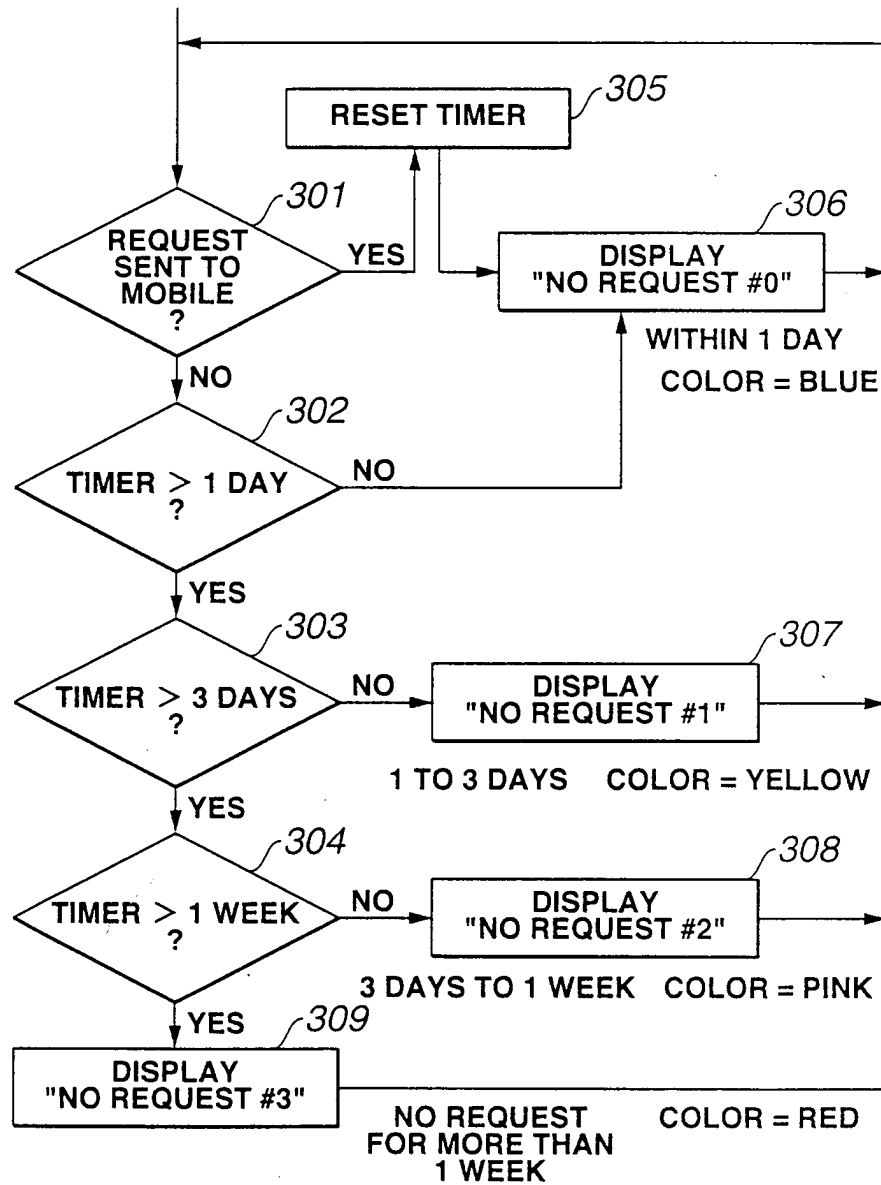 305
RESET TIMER
301
REQUEST
SENT TO
MOBILE
?
YES
306
DISPLAY
"NO REQUEST #0"
WITHIN 1 DAY
COLOR = BLUE
NO
302
TIMER > 1 DAY
?
NO
YES
303
TIMER > 3 DAYS
?
NO
307
DISPLAY
"NO REQUEST #1"
1 TO 3 DAYS COLOR = YELLOW
YES
304
TIMER > 1 WEEK
?
NO
308
DISPLAY
"NO REQUEST #2"
3 DAYS TO 1 WEEK COLOR = PINK
YES
309
DISPLAY
"NO REQUEST #3"
NO REQUEST
FOR MORE THAN
1 WEEK
COLOR = RED